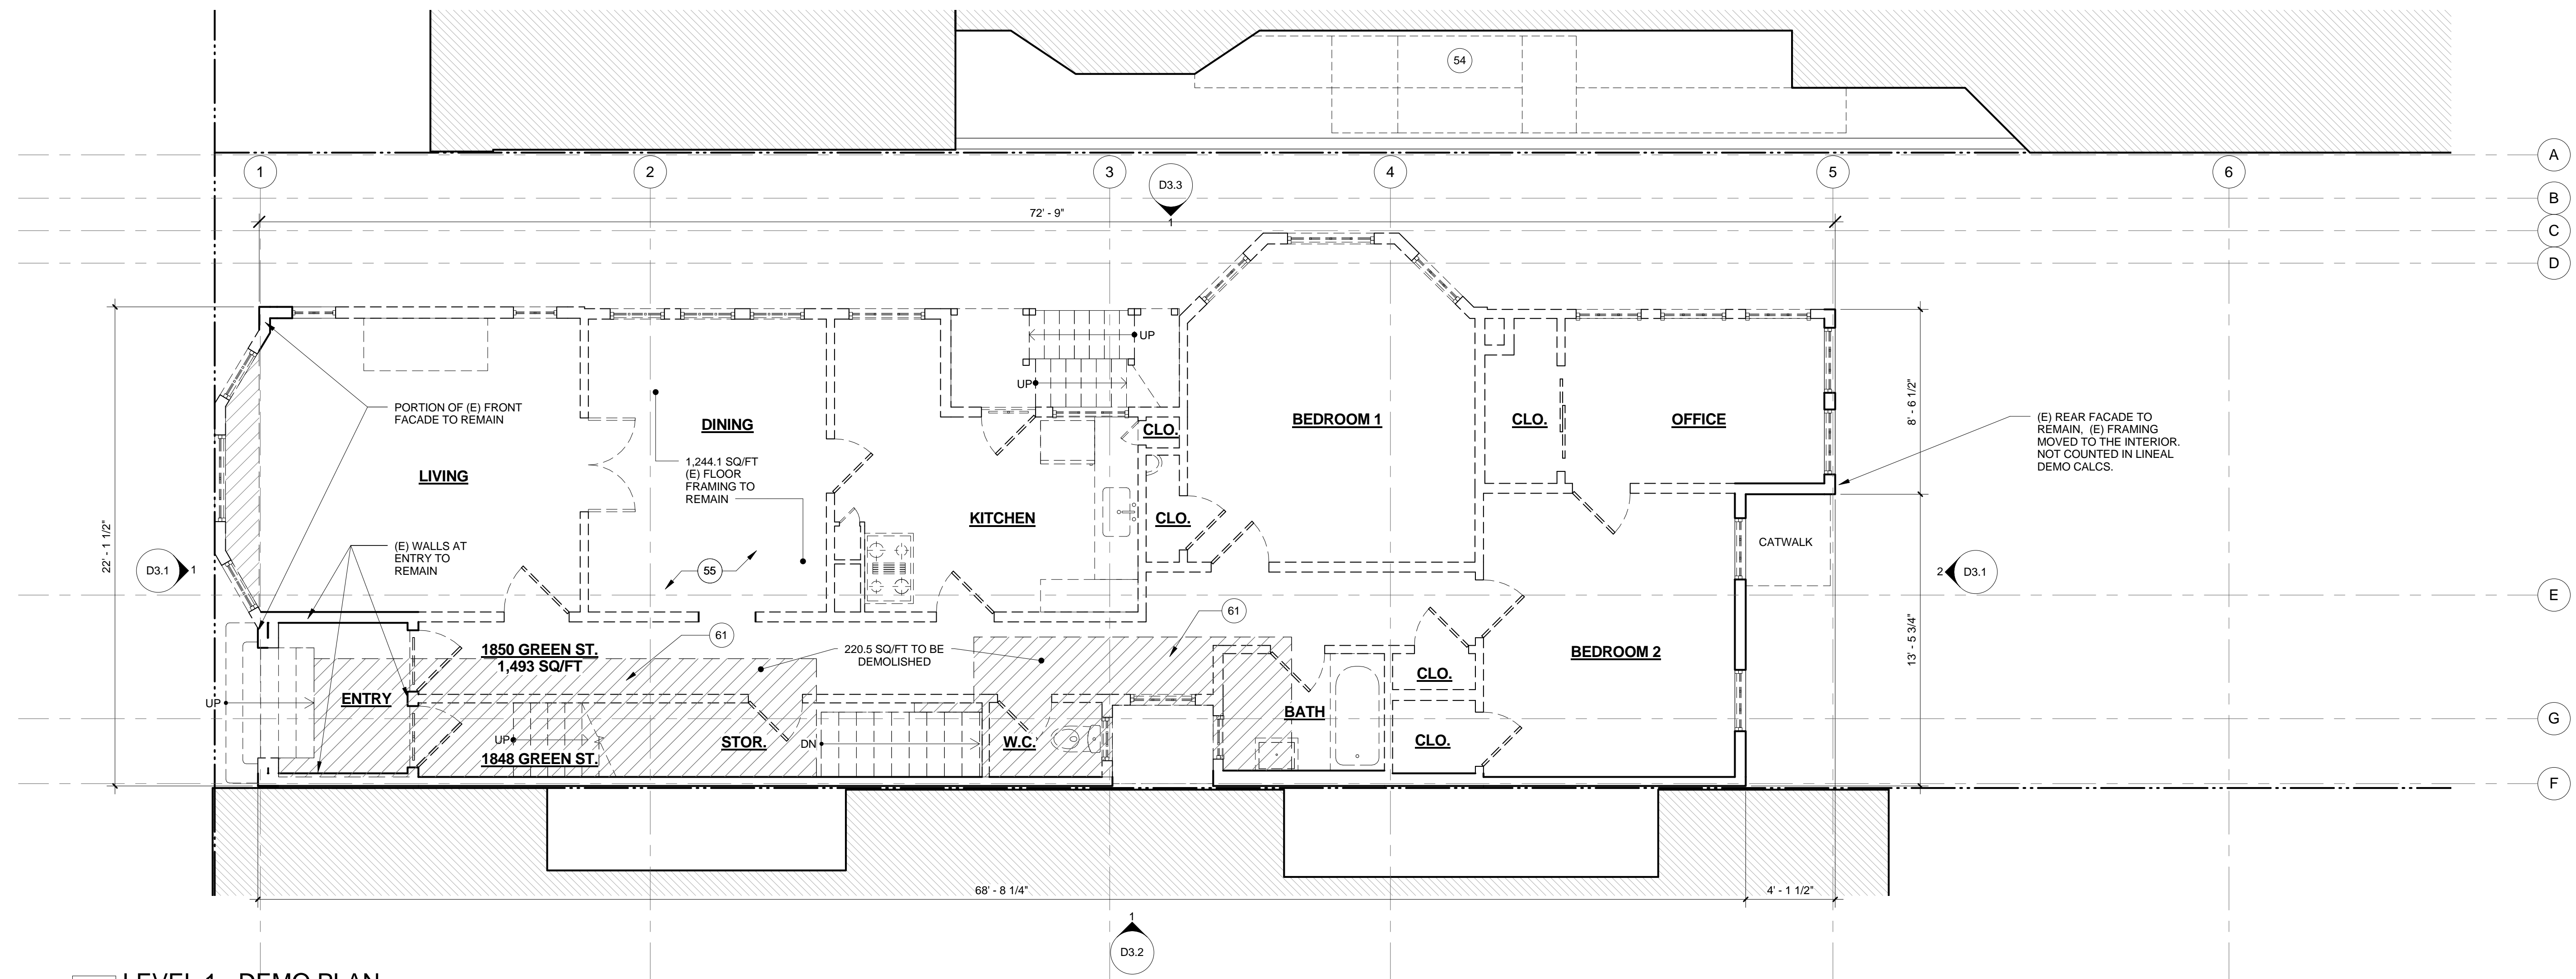 54
A
1
2
3
D3.3
1
4
5
6
B
72' - 9"
C
D
UP
UP
PORTION OF (E) FRONT
FACADE TO REMAIN
DINING
CLO.
BEDROOM 1
CLO.
OFFICE
8' - 6 1/2"
(E) REAR FACADE TO
REMAIN, (E) FRAMING
MOVED TO THE INTERIOR.
NOT COUNTED IN LINEAL
DEMO CALCS.
LIVING
1,244.1 SQ/FT
(E) FLOOR
FRAMING TO
REMAIN
KITCHEN
CLO.
22' - 1 1/2"
(E) WALLS AT
ENTRY TO
REMAIN
CATWALK
D3.1
1
55
2
D3.1
E
61
61
1850 GREEN ST.
1,493 SQ/FT
220.5 SQ/FT TO BE
DEMOLISHED
BEDROOM 2
13' - 5 3/4"
CLO.
UP
ENTRY
BATH
G
UP
STOR.
DN
W.C.
CLO.
1848 GREEN ST.
F
68' - 8 1/4"
4' - 1 1/2"
1
D3.2
LEVEL 1 - DEMO PLAN